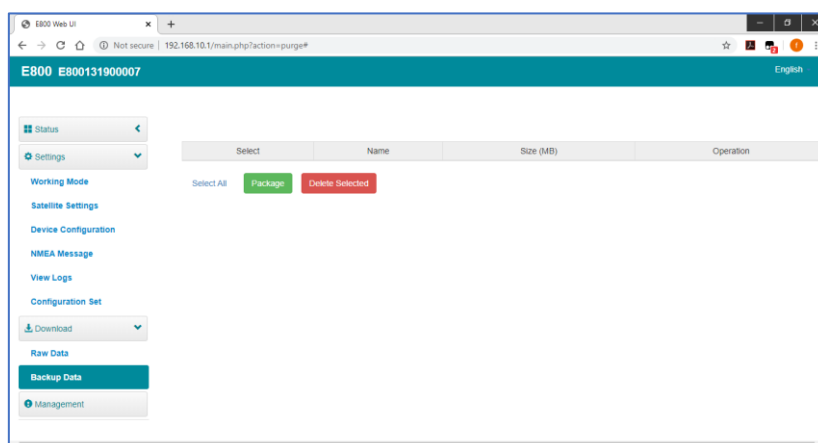 E800 Web UI
Not secure | 192.168.10.1/main.php?action=purge#
2
f
E800 E800131900007
English
Status
Settings
Working Mode
Satellite Settings
Device Configuration
NMEA Message
View Logs
Configuration Set
Download
Raw Data
Backup Data
Management
Select Name Size (MB) Operation
Select All Package Delete Selected